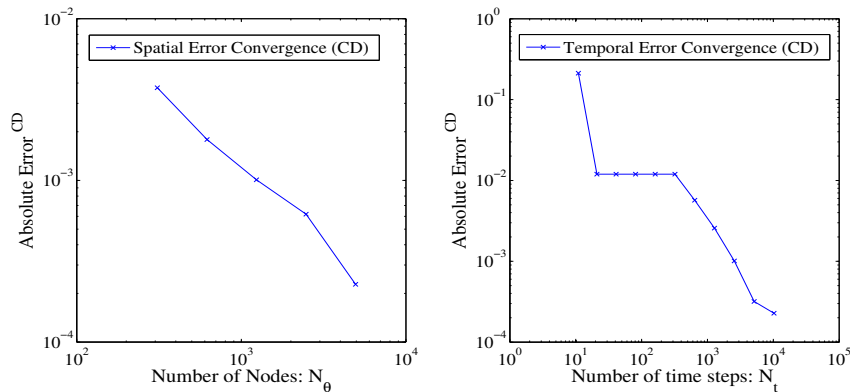 10^-2
Spatial Error Convergence (CD)
Absolute Error^CD
10^-3
10^-4
10^2
10^3
10^4
Number of Nodes: N_θ
10^0
Temporal Error Convergence (CD)
10^-1
Absolute Error^CD
10^-2
10^-3
10^-4
10^0
10^1
10^2
10^3
10^4
10^5
Number of time steps: N_t